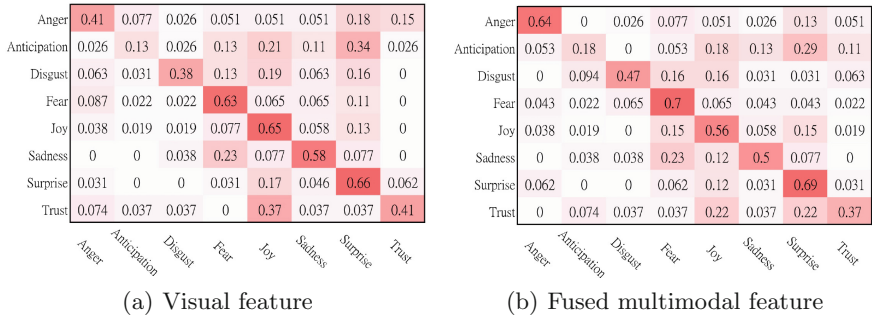 Anger 0.41 0.077 0.026 0.051 0.051 0.051 0.18 0.15
Anticipation 0.026 0.13 0.026 0.13 0.21 0.11 0.34 0.026
Disgust 0.063 0.031 0.38 0.13 0.19 0.063 0.16 0
Fear 0.087 0.022 0.022 0.63 0.065 0.065 0.11 0
Joy 0.038 0.019 0.019 0.077 0.65 0.058 0.13 0
Sadness 0 0 0.038 0.23 0.077 0.58 0.077 0
Surprise 0.031 0 0 0.031 0.17 0.046 0.66 0.062
Trust 0.074 0.037 0.037 0 0.37 0.037 0.037 0.41
Anger Anticipation Disgust Fear Joy Sadness Surprise Trust
(a) Visual feature
Anger 0.64 0 0.026 0.077 0.051 0.026 0.13 0.051
Anticipation 0.053 0.18 0 0.053 0.18 0.13 0.29 0.11
Disgust 0 0.094 0.47 0.16 0.16 0.031 0.031 0.063
Fear 0.043 0.022 0.065 0.7 0.065 0.043 0.043 0.022
Joy 0.038 0.019 0 0.15 0.56 0.058 0.15 0.019
Sadness 0 0.038 0.038 0.23 0.12 0.5 0.077 0
Surprise 0.062 0 0 0.062 0.12 0.031 0.69 0.031
Trust 0 0.074 0.037 0.037 0.22 0.037 0.22 0.37
Anger Anticipation Disgust Fear Joy Sadness Surprise Trust
(b) Fused multimodal feature